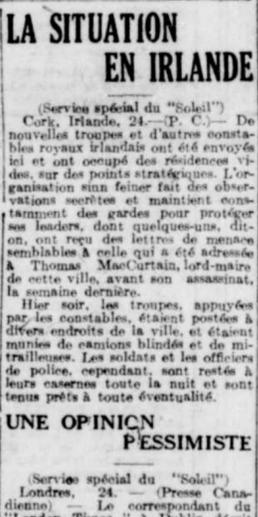 LA SITUATION
EN IRLANDE
(Service spécial du "Soleil")
Cork, Irlande, 24.—(P. C.)— De
nouvelles troupes et d'autres consta-
bles royaux irlandais ont été envoyés
ici et ont occupé des résidences vi-
des, sur des points stratégiques. L'or-
ganisation sinn feiner fait des obser-
vations secrètes et maintient cons-
tamment des gardes pour protéger
ses leaders, dont quelques-uns, dit-
on, ont reçu des lettres de menace
semblables à celle qui a été adressée
à Thomas MacCurtain, lord-maire
de cette ville, avant son assassinat,
la semaine dernière.
Hier soir, les troupes, appuyées
par les constables, étaient postées à
divers endroits de la ville, et étaient
munies de camions blindés et de mi-
trailleuses. Les soldats et les officiers
de police, cependant, sont restés à
leurs casernes toute la nuit et sont
tenus prêts à toute éventualité.
UNE OPINION
PESSIMISTE
(Service spécial du "Soleil")
Londres, 24. — (Presse Cana-
dienne) — Le correspondant du